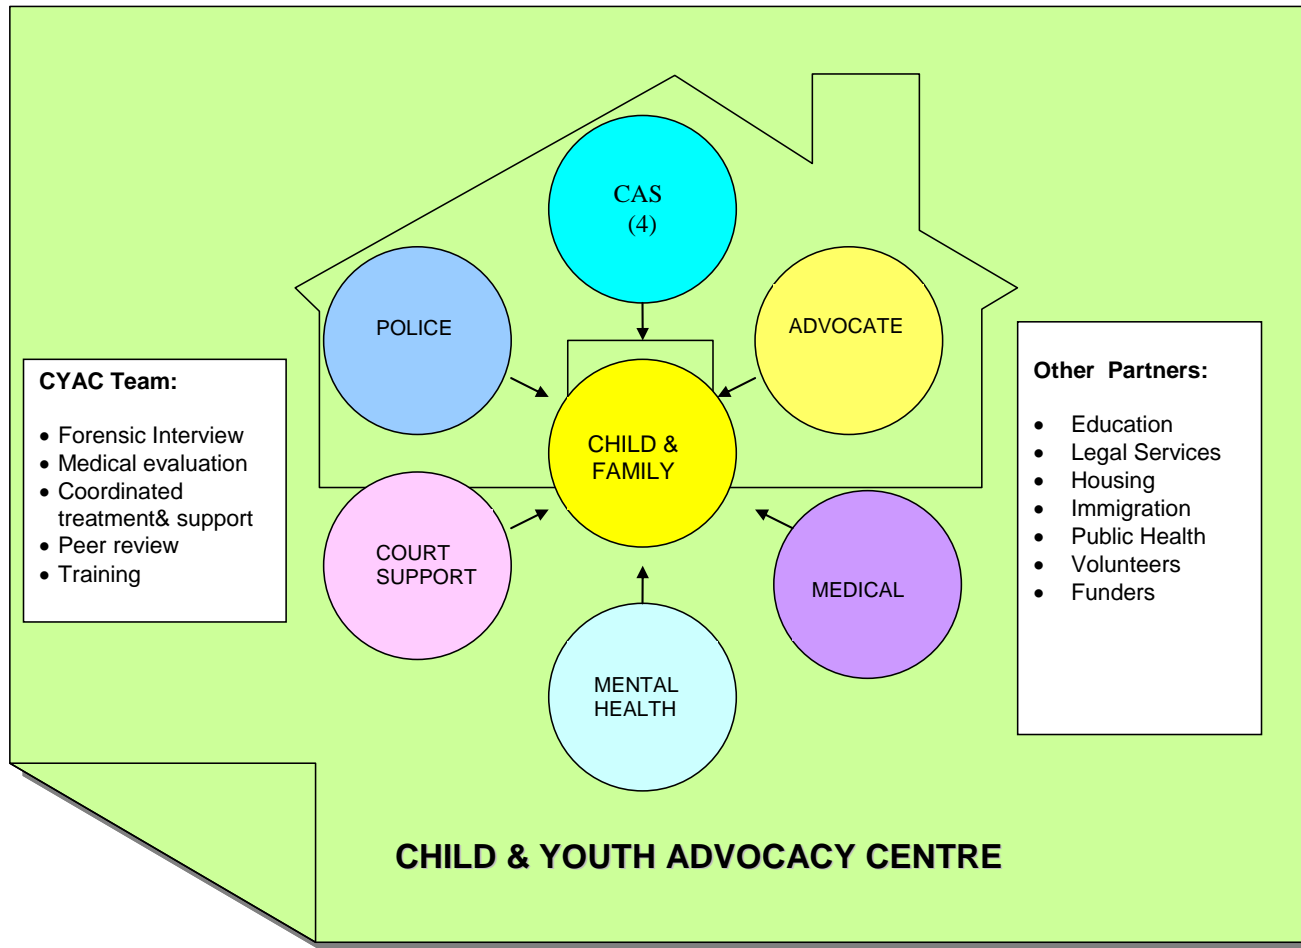 CAS
(4)
POLICE
ADVOCATE
CHILD &
FAMILY
COURT
SUPPORT
MEDICAL
MENTAL
HEALTH
CYAC Team:
• Forensic Interview
• Medical evaluation
• Coordinated
treatment& support
• Peer review
• Training
Other Partners:
• Education
• Legal Services
• Housing
• Immigration
• Public Health
• Volunteers
• Funders
CHILD & YOUTH ADVOCACY CENTRE